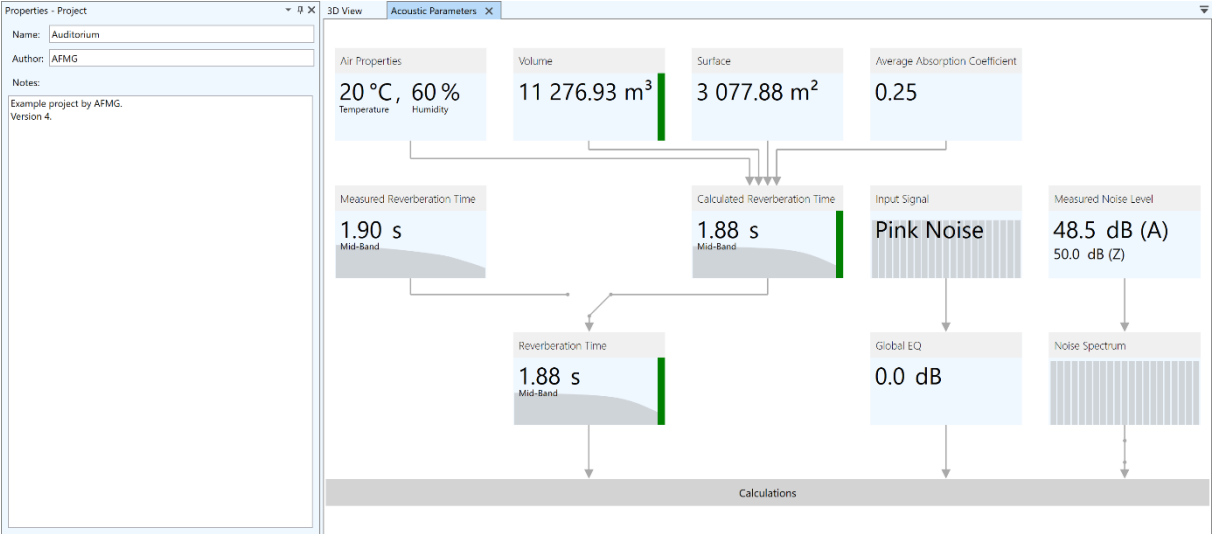 Properties - Project
3D View
Acoustic Parameters
Name: Auditorium
Author: AFMG
Notes:
Example project by AFMG.
Version 4.
Air Properties
20 °C, 60 %
Temperature Humidity
Volume
11 276.93 m³
Surface
3 077.88 m²
Average Absorption Coefficient
0.25
Measured Reverberation Time
1.90 s
Mid-Band
Calculated Reverberation Time
1.88 s
Mid-Band
Input Signal
Pink Noise
Measured Noise Level
48.5 dB (A)
50.0 dB (Z)
Reverberation Time
1.88 s
Mid-Band
Global EQ
0.0 dB
Noise Spectrum
Calculations